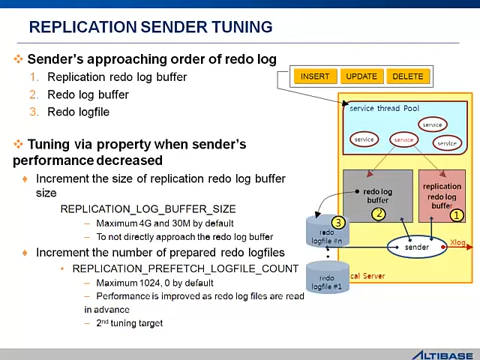 REPLICATION SENDER TUNING
Sender's approaching order of redo log
1. Replication redo log buffer
2. Redo log buffer
3. Redo logfile
Tuning via property when sender's
performance decreased
Increment the size of replication redo log buffer
size
REPLICATION_LOG_BUFFER_SIZE
– Maximum 4G and 30M by default
– To not directly approach the redo log buffer
Increment the number of prepared redo logfiles
• REPLICATION_PREFETCH_LOGFILE_COUNT
– Maximum 1024, 0 by default
– Performance is improved as redo log files are read
in advance
– 2nd tuning target
INSERT UPDATE DELETE
service thread Pool
service
service service service
redo log
buffer
2
replication
redo log
buffer
1
3
redo
logfile #n
sender
Xlog
redo
logfile #1
cal Server
ALTIBASE